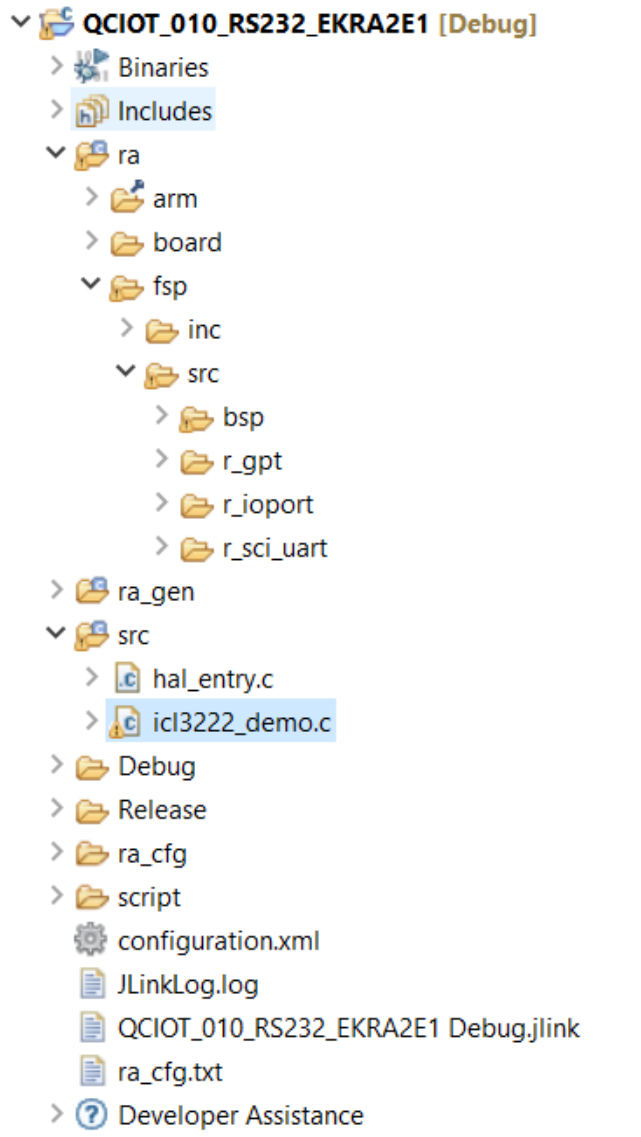 QCIOT_010_RS232_EKRA2E1 [Debug]
Binaries
Includes
ra
arm
board
fsp
inc
src
bsp
r_gpt
r_ioport
r_sci_uart
ra_gen
src
hal_entry.c
icl3222_demo.c
Debug
Release
ra_cfg
script
configuration.xml
JLinkLog.log
QCIOT_010_RS232_EKRA2E1 Debug.jlink
ra_cfg.txt
Developer Assistance